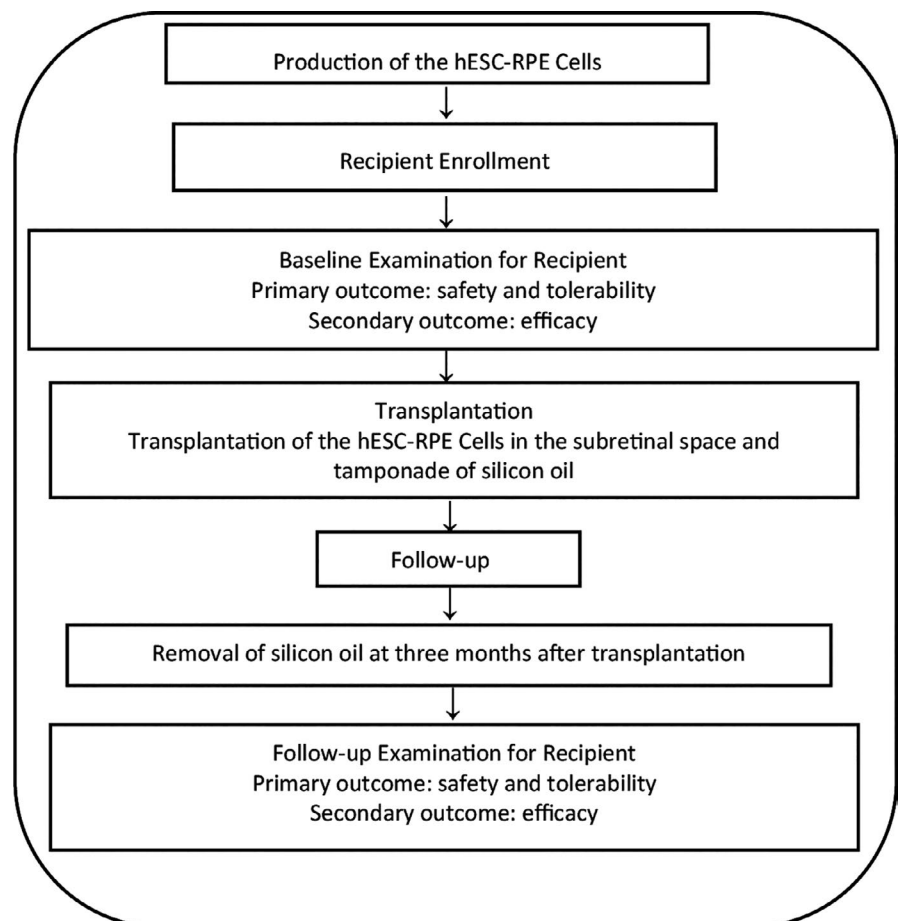 Production of the hESC-RPE Cells
Recipient Enrollment
Baseline Examination for Recipient
Primary outcome: safety and tolerability
Secondary outcome: efficacy
Transplantation
Transplantation of the hESC-RPE Cells in the subretinal space and
tamponade of silicon oil
Follow-up
Removal of silicon oil at three months after transplantation
Follow-up Examination for Recipient
Primary outcome: safety and tolerability
Secondary outcome: efficacy